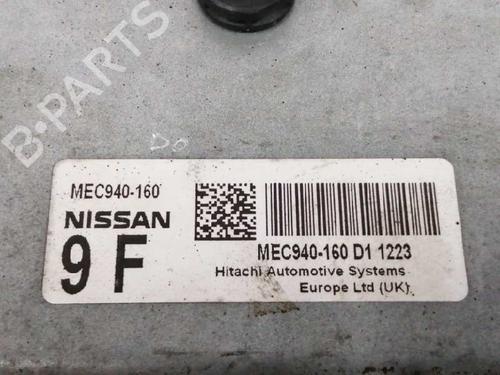 B·PARTS
MEC940-160
NISSAN
9 F
MEC940-160 D1 1223
Hitachi Automotive Systems
Europe Ltd (UK)